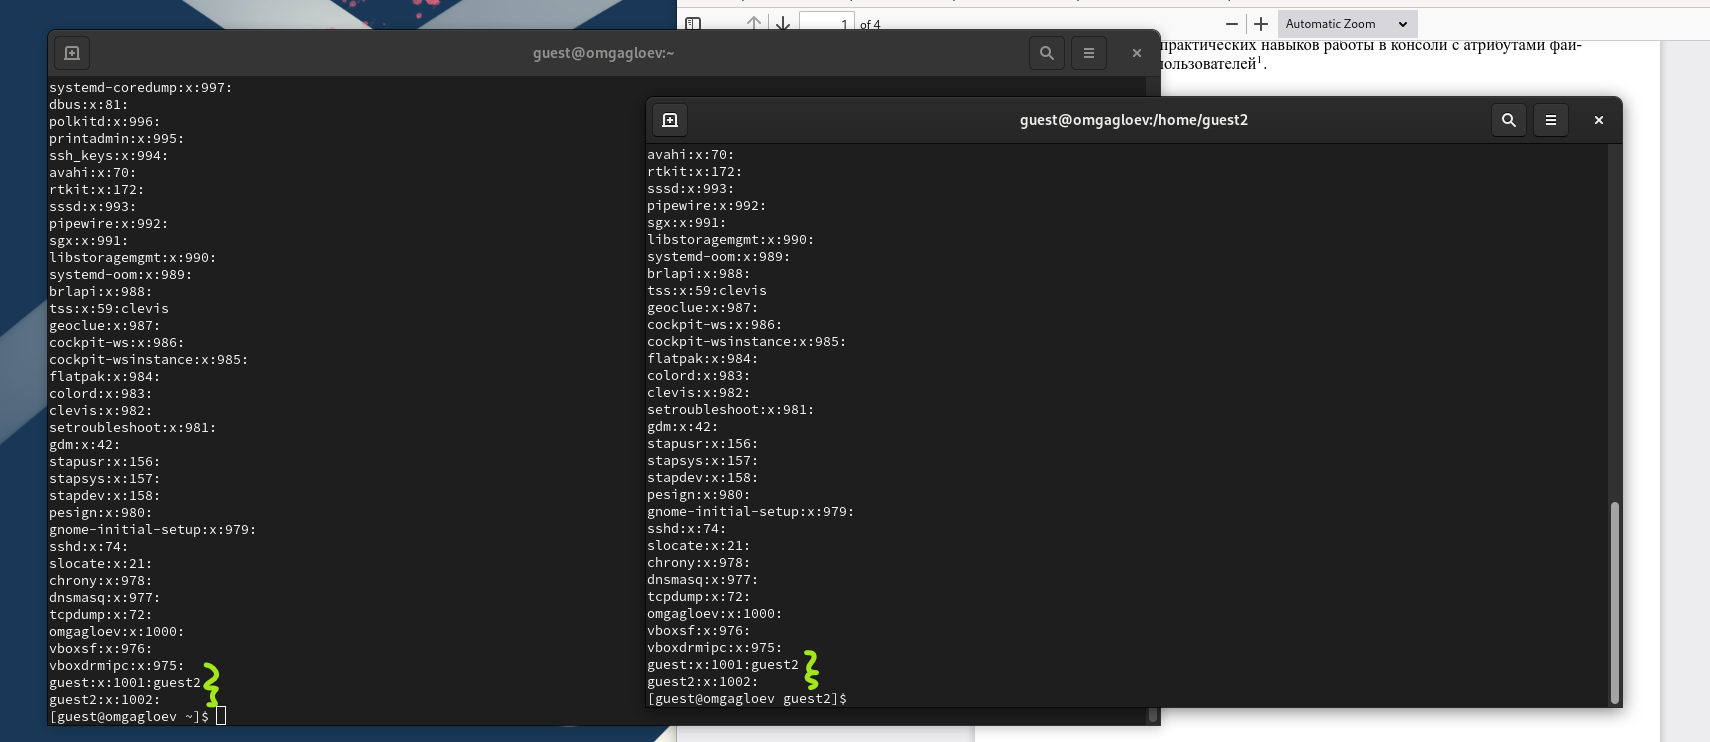 1 of 4
Automatic Zoom
практических навыков работы в консоли с атрибутами фай-
ользователей¹.
guest@omgagloev:~
systemd-coredump:x:997:
dbus:x:81:
polkitd:x:996:
printadmin:x:995:
ssh_keys:x:994:
avahi:x:70:
rtkit:x:172:
sssd:x:993:
pipewire:x:992:
sgx:x:991:
libstoragemgmt:x:990:
systemd-oom:x:989:
brlapi:x:988:
tss:x:59:clevis
geoclue:x:987:
cockpit-ws:x:986:
cockpit-wsinstance:x:985:
flatpak:x:984:
colord:x:983:
clevis:x:982:
setroubleshoot:x:981:
gdm:x:42:
stapusr:x:156:
stapsys:x:157:
stapdev:x:158:
pesign:x:980:
gnome-initial-setup:x:979:
sshd:x:74:
slocate:x:21:
chrony:x:978:
dnsmasq:x:977:
tcpdump:x:72:
omgagloev:x:1000:
vboxsf:x:976:
vboxdrmipc:x:975:
guest:x:1001:guest2
guest2:x:1002:
[guest@omgagloev ~]$
guest@omgagloev:/home/guest2
avahi:x:70:
rtkit:x:172:
sssd:x:993:
pipewire:x:992:
sgx:x:991:
libstoragemgmt:x:990:
systemd-oom:x:989:
brlapi:x:988:
tss:x:59:clevis
geoclue:x:987:
cockpit-ws:x:986:
cockpit-wsinstance:x:985:
flatpak:x:984:
colord:x:983:
clevis:x:982:
setroubleshoot:x:981:
gdm:x:42:
stapusr:x:156:
stapsys:x:157:
stapdev:x:158:
pesign:x:980:
gnome-initial-setup:x:979:
sshd:x:74:
slocate:x:21:
chrony:x:978:
dnsmasq:x:977:
tcpdump:x:72:
omgagloev:x:1000:
vboxsf:x:976:
vboxdrmipc:x:975:
guest:x:1001:guest2
guest2:x:1002:
[guest@omgagloev guest2]$